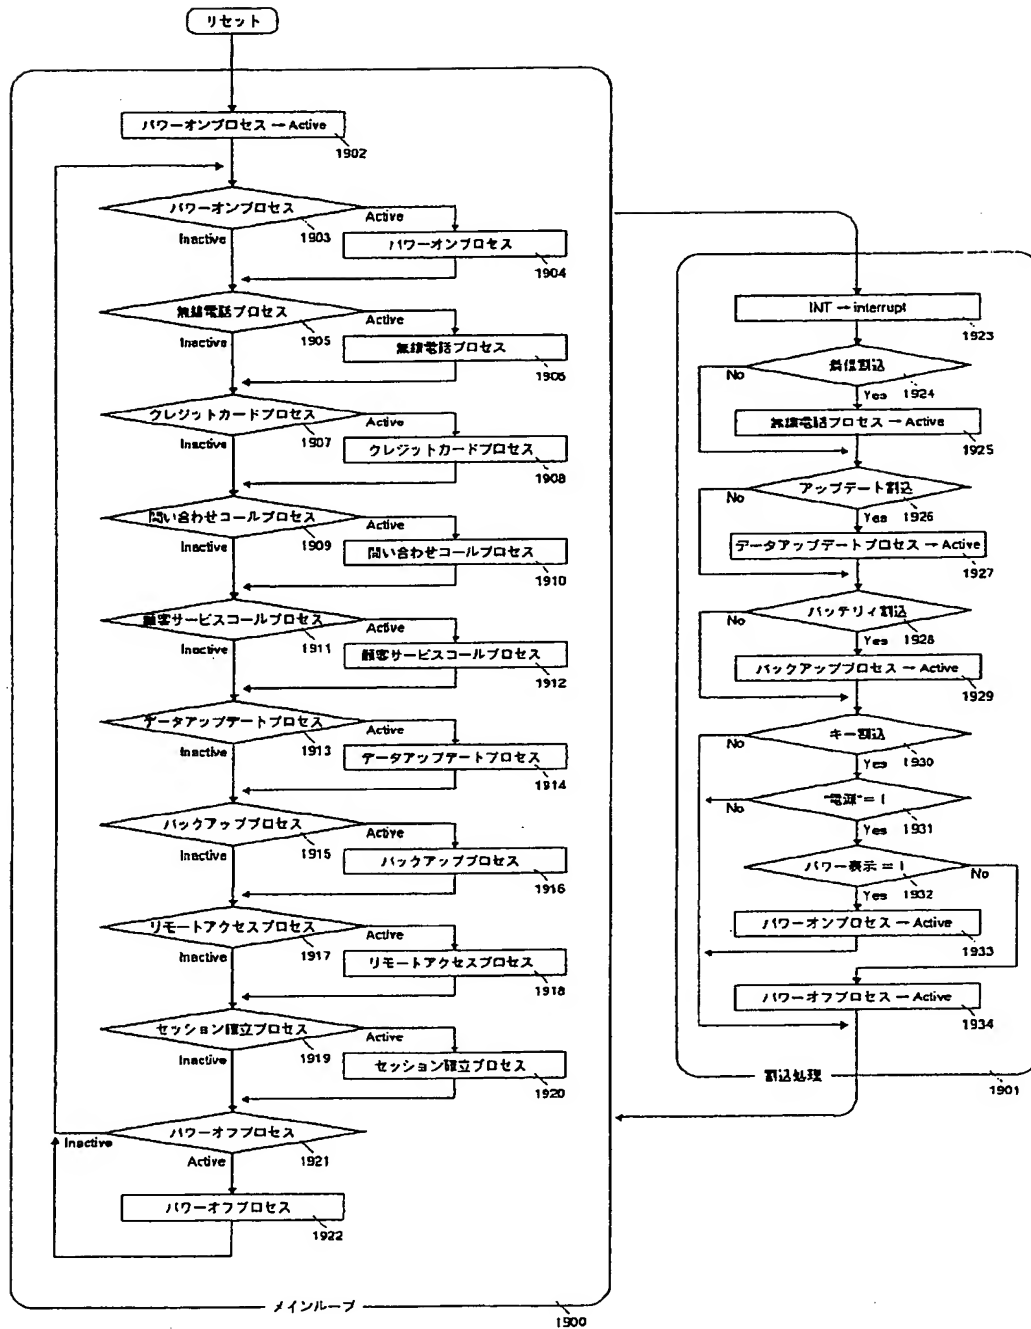 リセット
パワーオンプロセス → Active
1902
パワーオンプロセス
1903
Active
Inactive
パワーオンプロセス
1904
無線電話プロセス
1905
Active
Inactive
無線電話プロセス
1906
クレジットカードプロセス
1907
Active
Inactive
クレジットカードプロセス
1908
問い合わせコールプロセス
1909
Active
Inactive
問い合わせコールプロセス
1910
顧客サービスコールプロセス
1911
Active
Inactive
顧客サービスコールプロセス
1912
データアップデートプロセス
1913
Active
Inactive
データアップデートプロセス
1914
バックアッププロセス
1915
Active
Inactive
バックアッププロセス
1916
リモートアクセスプロセス
1917
Active
Inactive
リモートアクセスプロセス
1918
セッション確立プロセス
1919
Active
Inactive
セッション確立プロセス
1920
パワーオフプロセス
1921
Inactive
Active
パワーオフプロセス
1922
メインループ
1900
INT → interrupt
1923
着信割込
1924
No
Yes
無線電話プロセス → Active
1925
アップデート割込
1926
No
Yes
データアップデートプロセス → Active
1927
バッテリィ割込
1928
No
Yes
バックアッププロセス → Active
1929
キー割込
1930
No
Yes
"電源" = 1
1931
No
Yes
パワー表示 = 1
1932
No
Yes
パワーオンプロセス → Active
1933
パワーオフプロセス → Active
1934
割込処理
1901